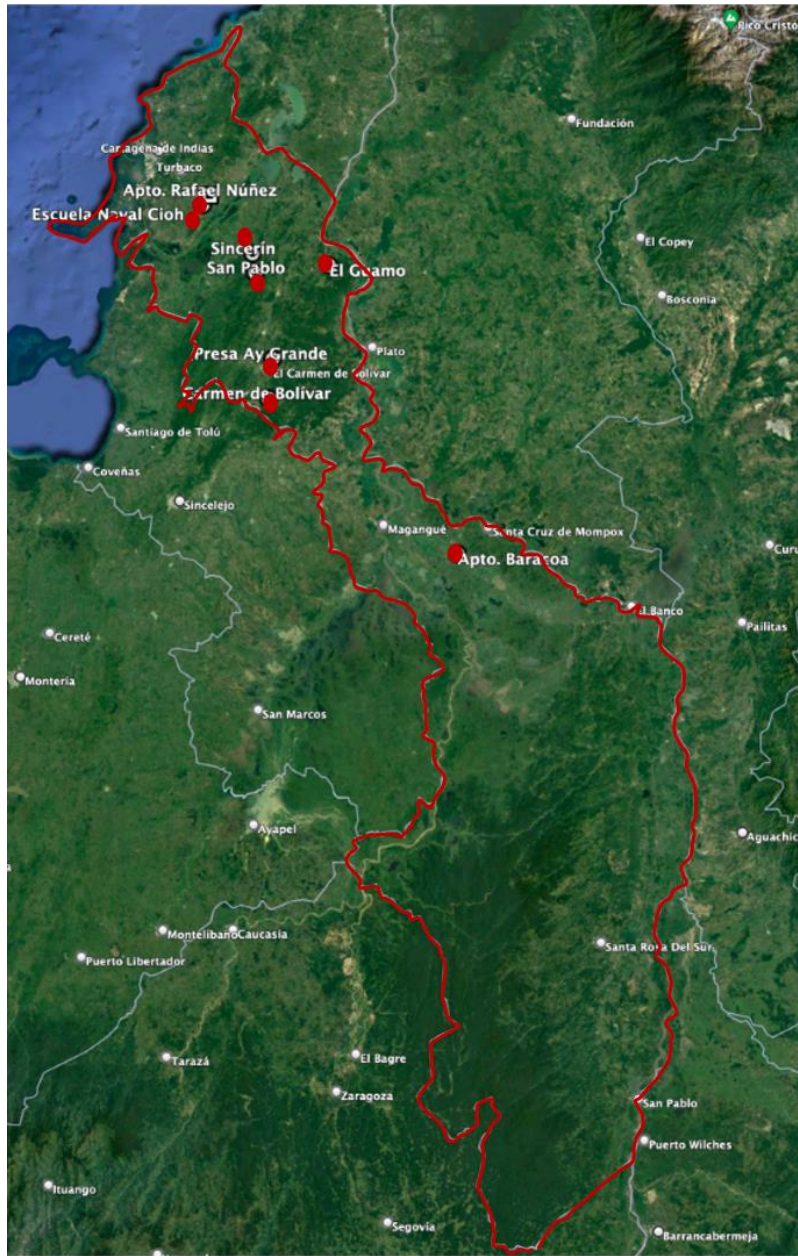 Rico Cristó
Fundación
Cartagena de Indias
Turbaco
Apto. Rafael Núñez
Escuela Naval Cioh
El Copey
Sincerín
San Pablo
El Guamo
Bosconia
Presa Ay Grande
Plato
El Carmen de Bolívar
Carmen de Bolívar
Santiago de Tolú
Coveñas
Sincelejo
Magangué
Santa Cruz de Mompox
Apto. Baracoa
Curu
El Banco
Pailitas
Cereté
Montería
San Marcos
Ayapel
Aguachic
Montelíbano
Caucasia
Santa Rosa Del Sur
Puerto Libertador
Tarazá
El Bagre
Zaragoza
San Pablo
Puerto Wilches
Ituango
Segovia
Barrancabermeja